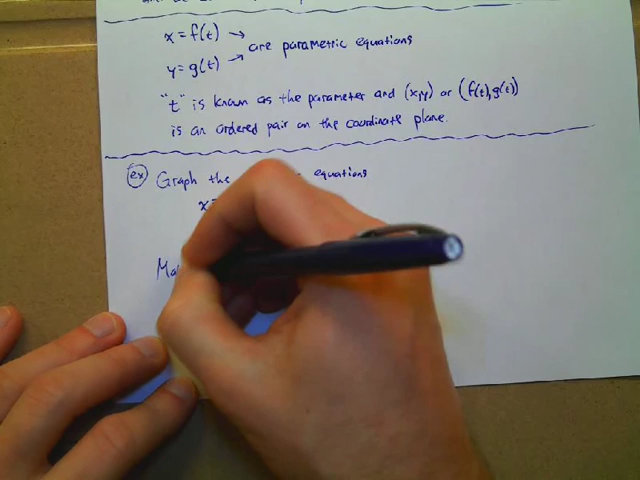 x = f(t) →
are parametric equations
y = g(t) →
"t" is known as the parameter and (x,y) or (f(t),g(t))
is an ordered pair on the coordinate plane.
ex Graph the equations
x=